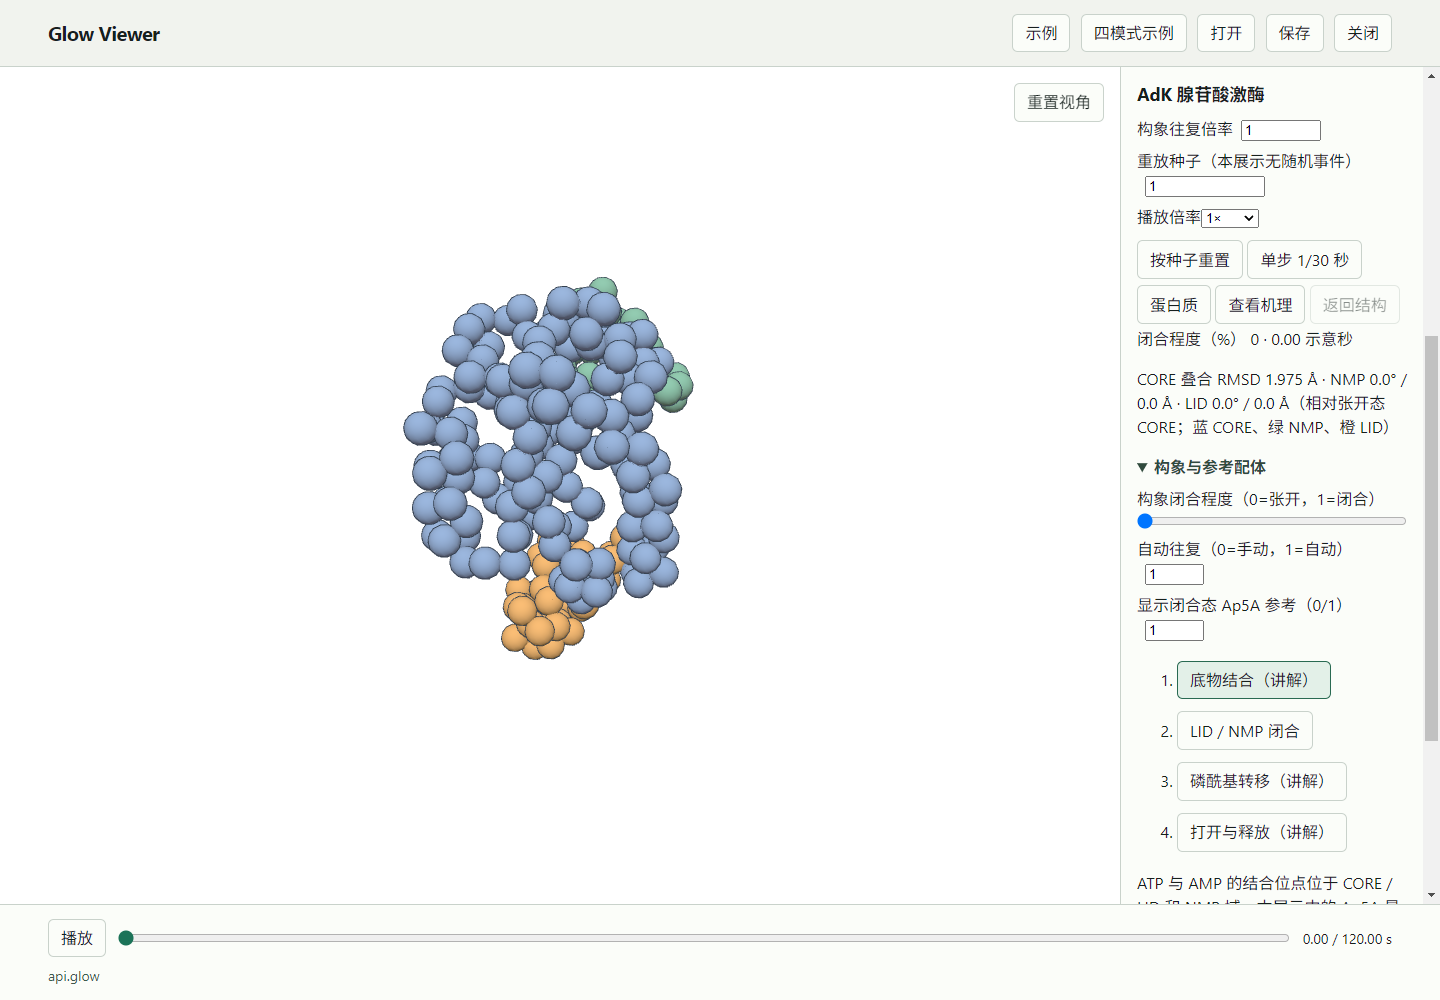 Glow Viewer
示例
四模式示例
打开
保存
关闭
重置视角
AdK 腺苷酸激酶
构象往复倍率 1
重放种子（本展示无随机事件）
1
播放倍率 1×
按种子重置 单步 1/30 秒
蛋白质 查看机理 返回结构
闭合程度（%） 0 · 0.00 示意秒
CORE 叠合 RMSD 1.975 Å · NMP 0.0° /
0.0 Å · LID 0.0° / 0.0 Å（相对张开态
CORE；蓝 CORE、绿 NMP、橙 LID）
▼ 构象与参考配体
构象闭合程度（0=张开，1=闭合）
自动往复（0=手动，1=自动）
1
显示闭合态 Ap5A 参考（0/1）
1
1. 底物结合（讲解）
2. LID / NMP 闭合
3. 磷酰基转移（讲解）
4. 打开与释放（讲解）
ATP 与 AMP 的结合位点位于 CORE /
播放
0.00 / 120.00 s
api.glow